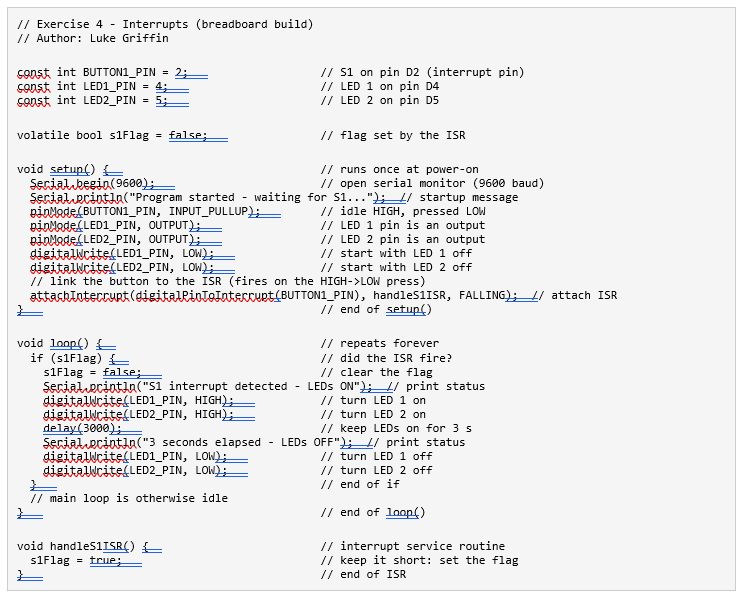 // Exercise 4 - Interrupts (breadboard build)
// Author: Luke Griffin
const int BUTTON1_PIN = 2; // S1 on pin D2 (interrupt pin)
const int LED1_PIN = 4; // LED 1 on pin D4
const int LED2_PIN = 5; // LED 2 on pin D5
volatile bool s1Flag = false; // flag set by the ISR
void setup() { // runs once at power-on
Serial.begin(9600); // open serial monitor (9600 baud)
Serial.println("Program started - waiting for S1..."); // startup message
pinMode(BUTTON1_PIN, INPUT_PULLUP); // idle HIGH, pressed LOW
pinMode(LED1_PIN, OUTPUT); // LED 1 pin is an output
pinMode(LED2_PIN, OUTPUT); // LED 2 pin is an output
digitalWrite(LED1_PIN, LOW); // start with LED 1 off
digitalWrite(LED2_PIN, LOW); // start with LED 2 off
// link the button to the ISR (fires on the HIGH->LOW press)
attachInterrupt(digitalPinToInterrupt(BUTTON1_PIN), handleS1ISR, FALLING); // attach ISR
} // end of setup()
void loop() { // repeats forever
if (s1Flag) { // did the ISR fire?
s1Flag = false; // clear the flag
Serial.println("S1 interrupt detected - LEDs ON"); // print status
digitalWrite(LED1_PIN, HIGH); // turn LED 1 on
digitalWrite(LED2_PIN, HIGH); // turn LED 2 on
delay(3000); // keep LEDs on for 3 s
Serial.println("3 seconds elapsed - LEDs OFF"); // print status
digitalWrite(LED1_PIN, LOW); // turn LED 1 off
digitalWrite(LED2_PIN, LOW); // turn LED 2 off
} // end of if
// main loop is otherwise idle
} // end of loop()
void handleS1ISR() { // interrupt service routine
s1Flag = true; // keep it short: set the flag
} // end of ISR